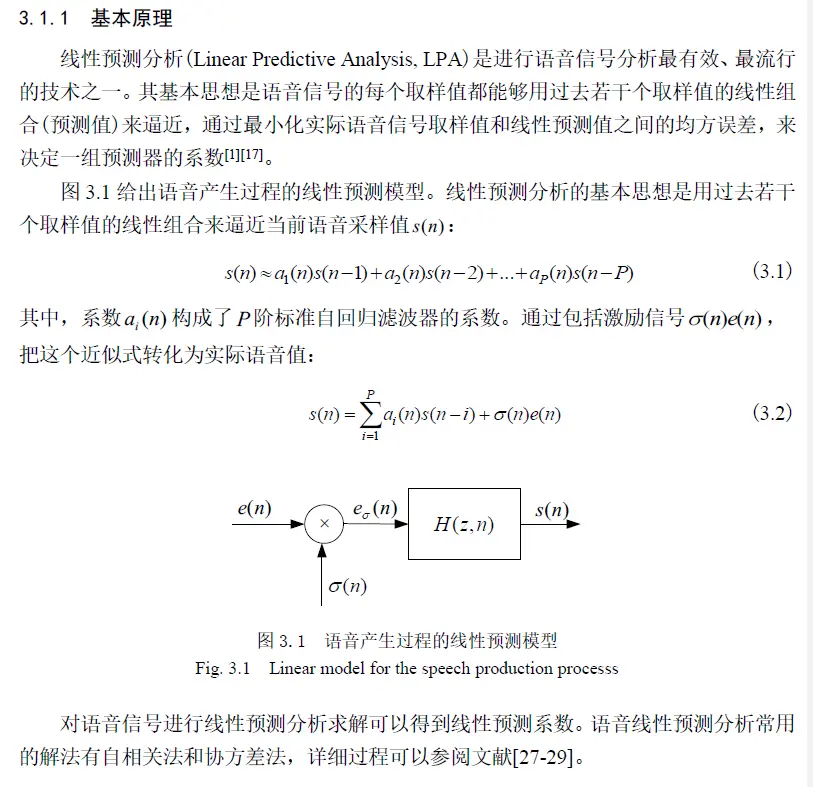 3.1.1 基本原理
线性预测分析(Linear Predictive Analysis, LPA)是进行语音信号分析最有效、最流行
的技术之一。其基本思想是语音信号的每个取样值都能够用过去若干个取样值的线性组
合(预测值)来逼近，通过最小化实际语音信号取样值和线性预测值之间的均方误差，来
决定一组预测器的系数[1][17]。
图 3.1 给出语音产生过程的线性预测模型。线性预测分析的基本思想是用过去若干
个取样值的线性组合来逼近当前语音采样值 s(n)：
s(n) ≈ a₁(n)s(n−1)+a₂(n)s(n−2)+...+a_P(n)s(n−P) (3.1)
其中，系数 a_i(n) 构成了 P 阶标准自回归滤波器的系数。通过包括激励信号 σ(n)e(n)，
把这个近似式转化为实际语音值：
s(n) = ∑_{i=1}^{P} a_i(n)s(n−i)+σ(n)e(n) (3.2)
e(n) × e_σ(n) H(z,n) s(n)
σ(n)
图 3.1 语音产生过程的线性预测模型
Fig. 3.1 Linear model for the speech production processs
对语音信号进行线性预测分析求解可以得到线性预测系数。语音线性预测分析常用
的解法有自相关法和协方差法，详细过程可以参阅文献[27-29]。